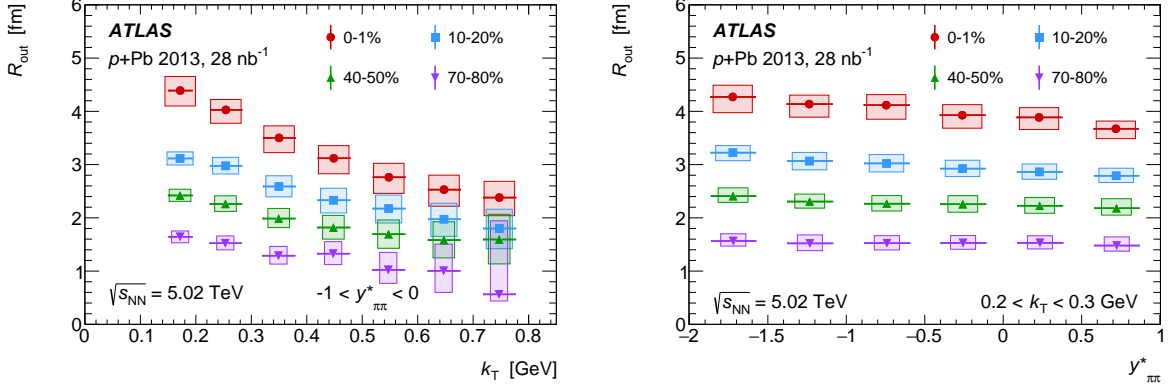 R_out [fm]
6
5
4
3
2
1
0
ATLAS
p+Pb 2013, 28 nb⁻¹
0-1%
10-20%
40-50%
70-80%
√s_NN = 5.02 TeV
-1 < y*_ππ < 0
0 0.1 0.2 0.3 0.4 0.5 0.6 0.7 0.8
k_T [GeV]
R_out [fm]
6
5
4
3
2
1
0
ATLAS
p+Pb 2013, 28 nb⁻¹
0-1%
10-20%
40-50%
70-80%
√s_NN = 5.02 TeV
0.2 < k_T < 0.3 GeV
−2 −1.5 −1 −0.5 0 0.5 1
y*_ππ